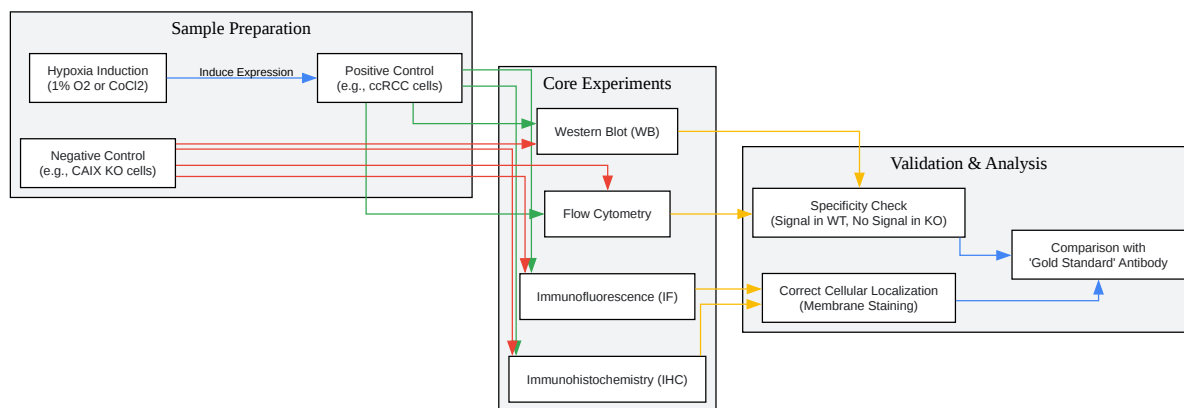 Sample Preparation
Hypoxia Induction
(1% O2 or CoCl2)
Induce Expression
Positive Control
(e.g., ccRCC cells)
Negative Control
(e.g., CAIX KO cells)
Core Experiments
Western Blot (WB)
Flow Cytometry
Immunofluorescence (IF)
Immunohistochemistry (IHC)
Validation & Analysis
Specificity Check
(Signal in WT, No Signal in KO)
Correct Cellular Localization
(Membrane Staining)
Comparison with
'Gold Standard' Antibody